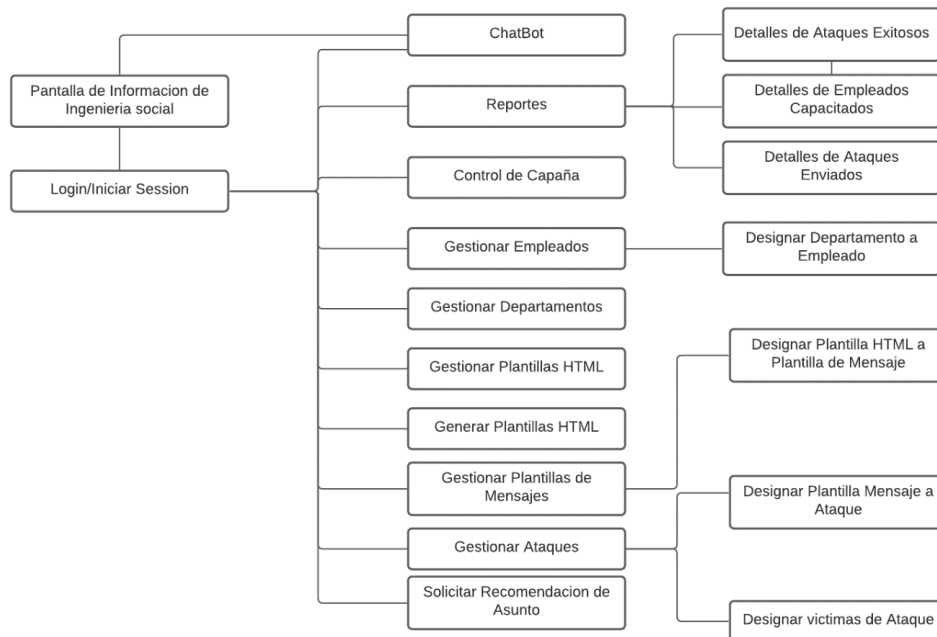 Pantalla de Informacion de
Ingenieria social
Login/Iniciar Session
ChatBot
Reportes
Control de Capaña
Gestionar Empleados
Gestionar Departamentos
Gestionar Plantillas HTML
Generar Plantillas HTML
Gestionar Plantillas de
Mensajes
Gestionar Ataques
Solicitar Recomendacion de
Asunto
Detalles de Ataques Exitosos
Detalles de Empleados
Capacitados
Detalles de Ataques
Enviados
Designar Departamento a
Empleado
Designar Plantilla HTML a
Plantilla de Mensaje
Designar Plantilla Mensaje a
Ataque
Designar victimas de Ataque